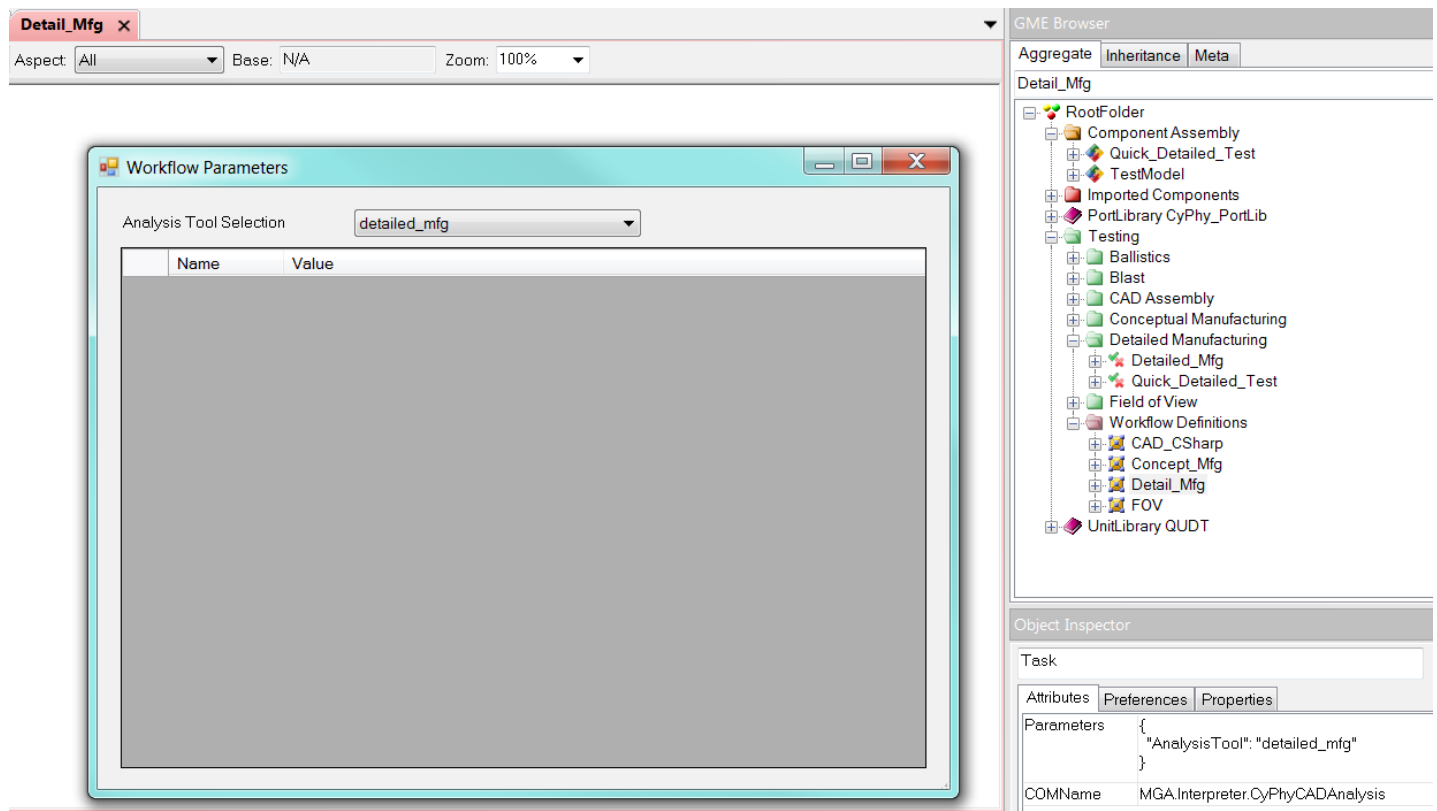 Detail_Mfg
Aspect: All Base: N/A Zoom: 100%
Workflow Parameters
Analysis Tool Selection detailed_mfg
Name Value
GME Browser
Aggregate Inheritance Meta
Detail_Mfg
RootFolder
Component Assembly
Quick_Detailed_Test
TestModel
Imported Components
PortLibrary CyPhy_PortLib
Testing
Ballistics
Blast
CAD Assembly
Conceptual Manufacturing
Detailed Manufacturing
Detailed_Mfg
Quick_Detailed_Test
Field of View
Workflow Definitions
CAD_CSharp
Concept_Mfg
Detail_Mfg
FOV
UnitLibrary QUDT
Object Inspector
Task
Attributes Preferences Properties
Parameters {
"AnalysisTool": "detailed_mfg"
}
COMName MGA.Interpreter.CyPhyCADAnalysis